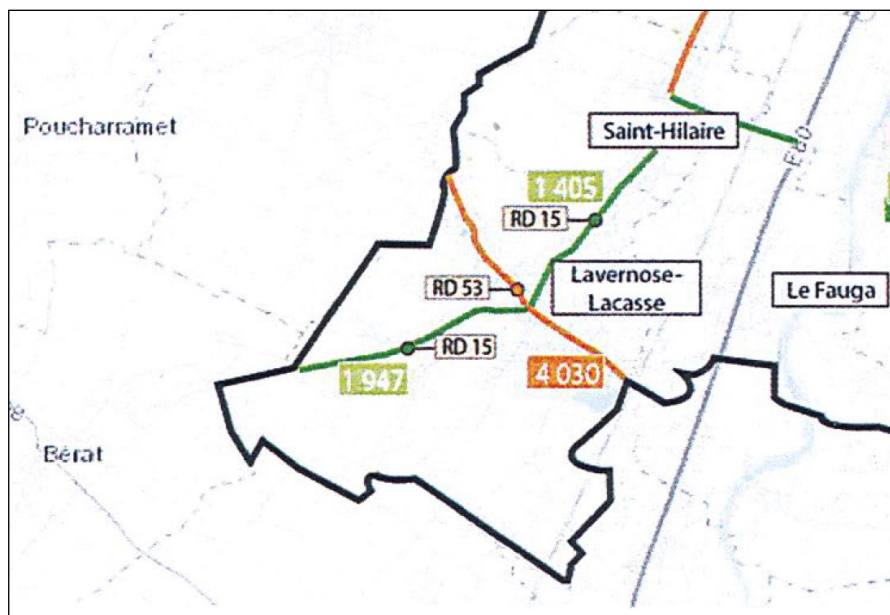 Poucharramet
Saint-Hilaire
E80
1 405
RD 15
Lavernose-
Lacasse
RD 53
Le Fauga
RD 15
1 947
4 030
Bérat